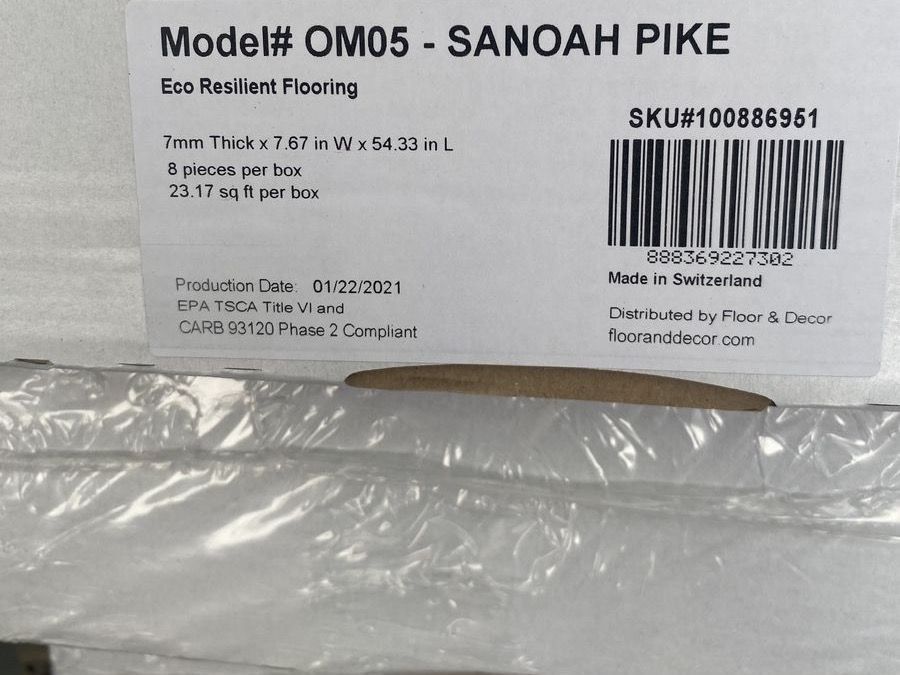 Model# OM05 - SANOAH PIKE
Eco Resilient Flooring
SKU#100886951
7mm Thick x 7.67 in W x 54.33 in L
8 pieces per box
23.17 sq ft per box
888369227302
Made in Switzerland
Production Date: 01/22/2021
EPA TSCA Title VI and
CARB 93120 Phase 2 Compliant
Distributed by Floor & Decor
flooranddecor.com